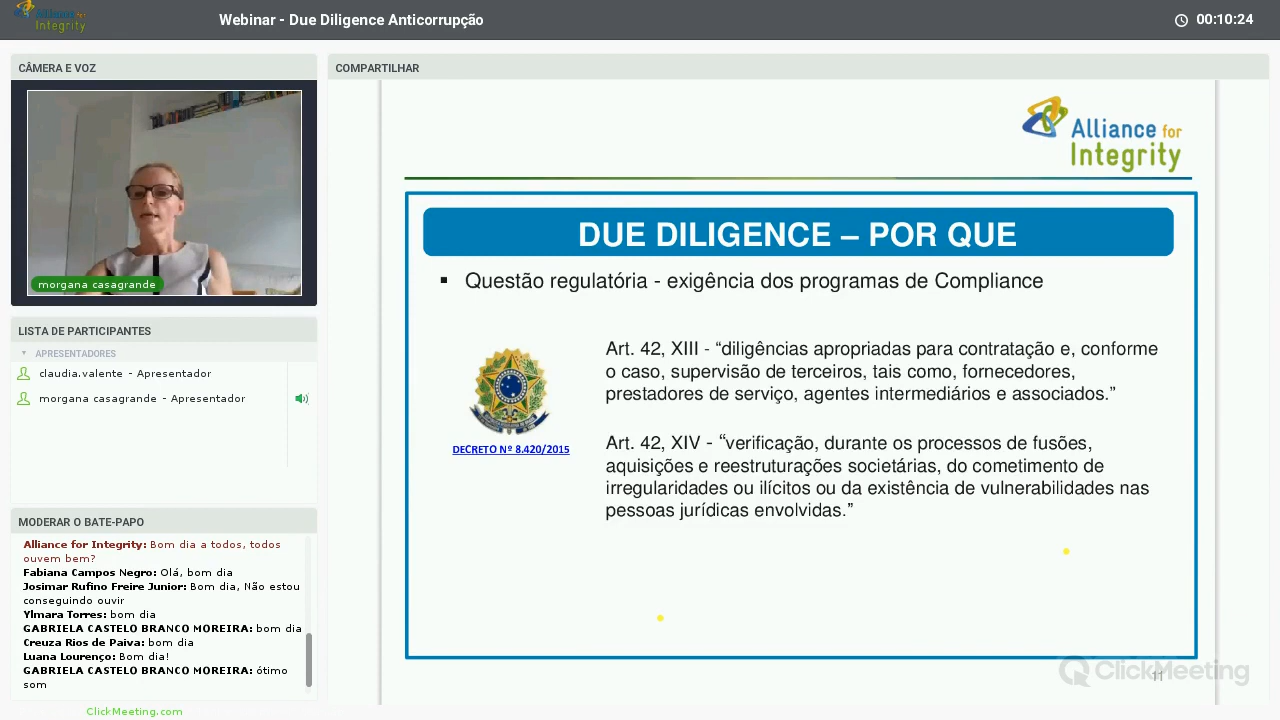 Alliance for
Integrity
Webinar - Due Diligence Anticorrupção
00:10:24
CÂMERA E VOZ
morgana casagrande
LISTA DE PARTICIPANTES
APRESENTADORES
claudia.valente - Apresentador
morgana casagrande - Apresentador
MODERAR O BATE-PAPO
Alliance for Integrity: Bom dia a todos, todos
ouvem bem?
Fabiana Campos Negro: Olá, bom dia
Josimar Rufino Freire Junior: Bom dia, Não estou
conseguindo ouvir
Ylmara Torres: bom dia
GABRIELA CASTELO BRANCO MOREIRA: bom dia
Creuza Rios de Paiva: bom dia
Luana Lourenço: Bom dia!
GABRIELA CASTELO BRANCO MOREIRA: ótimo
som
ClickMeeting.com
COMPARTILHAR
Alliance for
Integrity
DUE DILIGENCE – POR QUE
▪ Questão regulatória - exigência dos programas de Compliance
DECRETO Nº 8.420/2015
Art. 42, XIII - “diligências apropriadas para contratação e, conforme
o caso, supervisão de terceiros, tais como, fornecedores,
prestadores de serviço, agentes intermediários e associados.”
Art. 42, XIV - “verificação, durante os processos de fusões,
aquisições e reestruturações societárias, do cometimento de
irregularidades ou ilícitos ou da existência de vulnerabilidades nas
pessoas jurídicas envolvidas.”
ClickMeeting
11